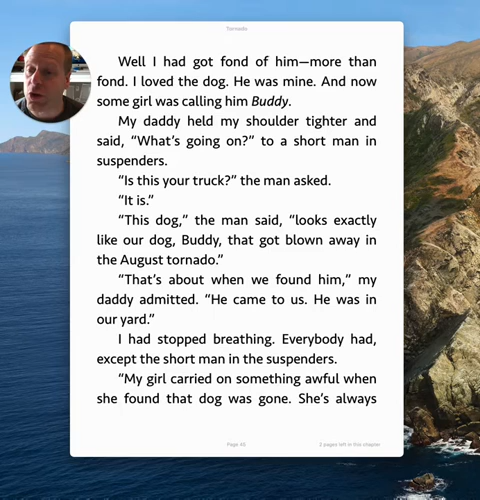 Tornado
Well I had got fond of him—more than
fond. I loved the dog. He was mine. And now
some girl was calling him Buddy.
My daddy held my shoulder tighter and
said, “What’s going on?” to a short man in
suspenders.
“Is this your truck?” the man asked.
“It is.”
“This dog,” the man said, “looks exactly
like our dog, Buddy, that got blown away in
the August tornado.”
“That’s about when we found him,” my
daddy admitted. “He came to us. He was in
our yard.”
I had stopped breathing. Everybody had,
except the short man in the suspenders.
“My girl carried on something awful when
she found that dog was gone. She’s always
Page 45
2 pages left in this chapter